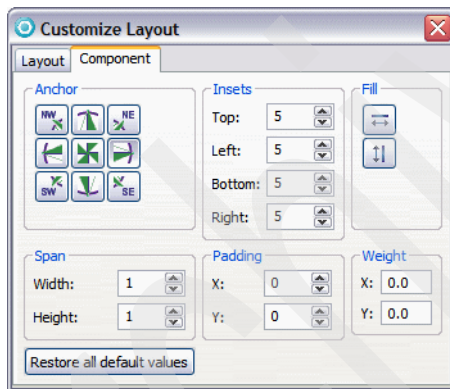 Customize Layout
Layout Component
Anchor
NW NE
SW SE
Insets
Top: 5
Left: 5
Bottom: 5
Right: 5
Fill
Span
Width: 1
Height: 1
Padding
X: 0
Y: 0
Weight
X: 0.0
Y: 0.0
Restore all default values